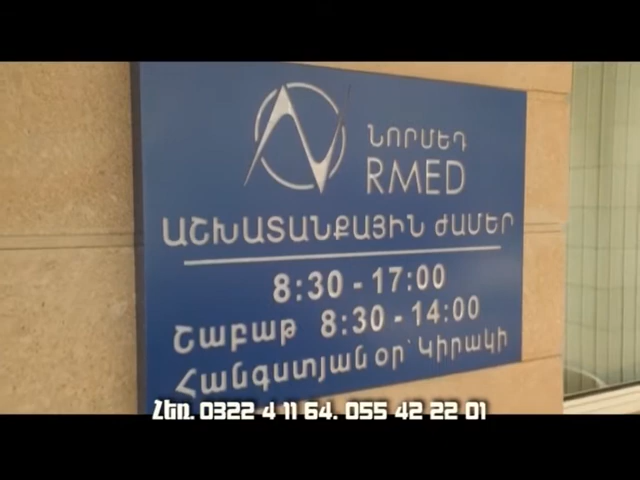 ՆՈՐՄԵԴ
RMED
ԱՇԽԱՏԱՆՔԱՅԻՆ ԺԱՄԵՐ
8:30 - 17:00
Շաբաթ 8:30 - 14:00
Հանգստյան օր՝ Կիրակի
Հեռ. 0322 4 11 64. 055 42 22 01